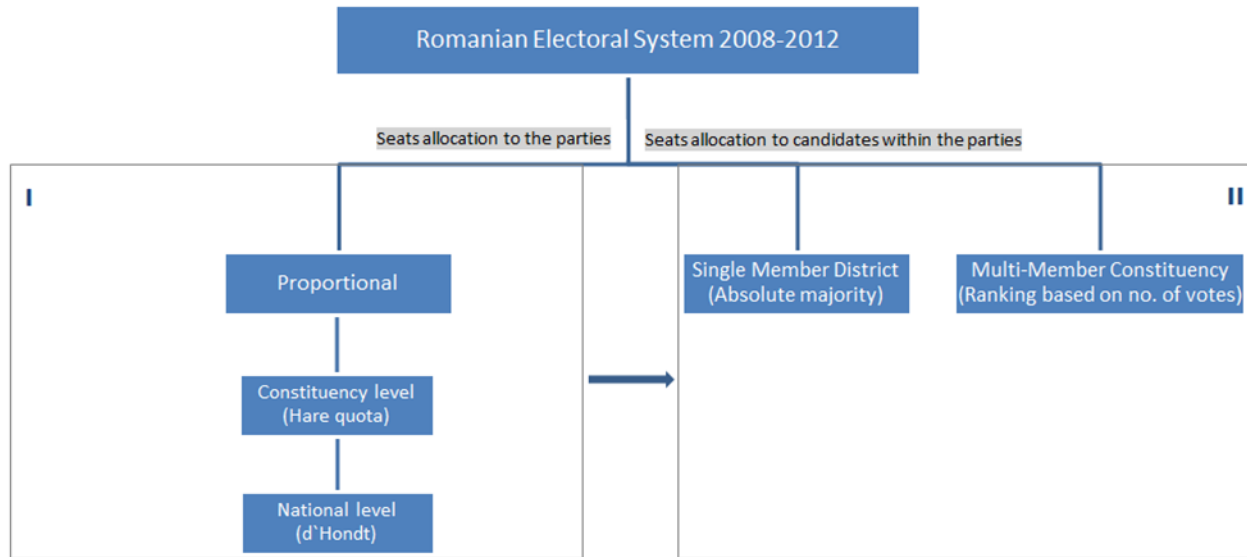 Romanian Electoral System 2008-2012
Seats allocation to the parties
Seats allocation to candidates within the parties
I
II
Proportional
Constituency level
(Hare quota)
National level
(d`Hondt)
Single Member District
(Absolute majority)
Multi-Member Constituency
(Ranking based on no. of votes)